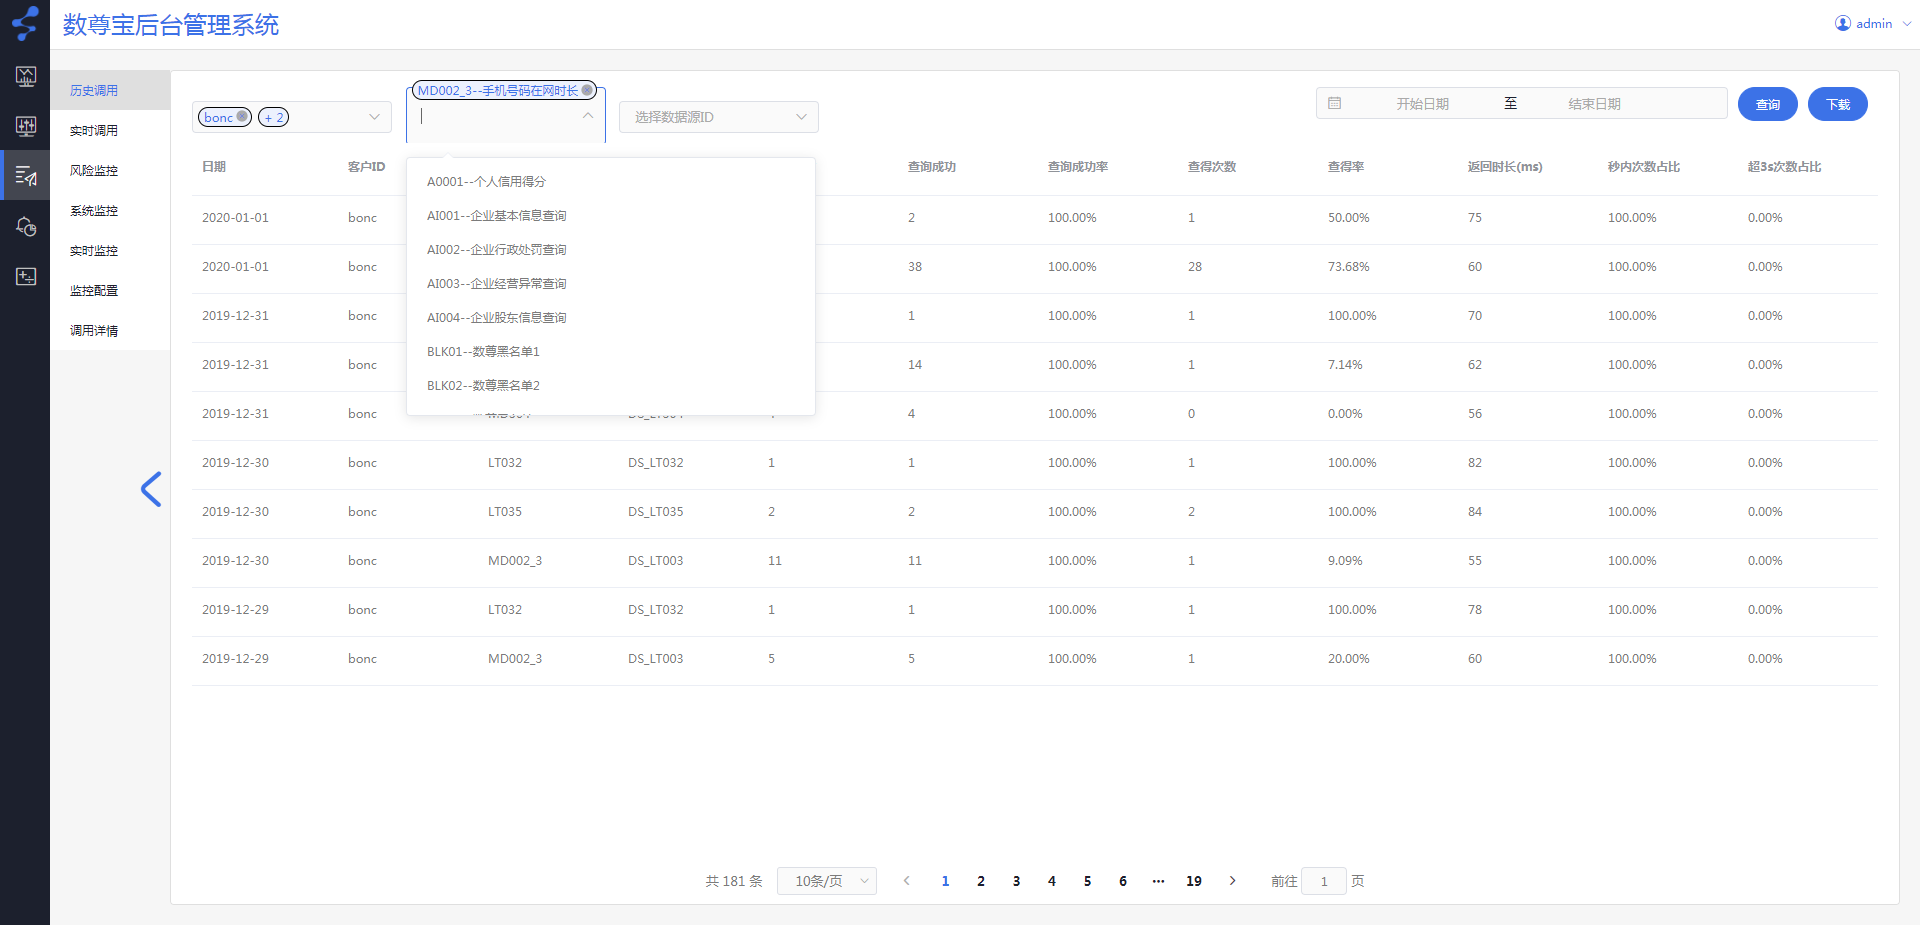 数尊宝后台管理系统
admin
历史调用
实时调用
风险监控
系统监控
实时监控
监控配置
调用详情
bonc + 2
MD002_3--手机号码在网时长
选择数据源ID
开始日期 至 结束日期
查询 下载
日期 客户ID 查询成功 查询成功率 查得次数 查得率 返回时长(ms) 秒内次数占比 超3s次数占比
A0001--个人信用得分
AI001--企业基本信息查询
AI002--企业行政处罚查询
AI003--企业经营异常查询
AI004--企业股东信息查询
BLK01--数尊黑名单1
BLK02--数尊黑名单2
2020-01-01 bonc 2 100.00% 1 50.00% 75 100.00% 0.00%
2020-01-01 bonc 38 100.00% 28 73.68% 60 100.00% 0.00%
2019-12-31 bonc 1 100.00% 1 100.00% 70 100.00% 0.00%
2019-12-31 bonc 14 100.00% 1 7.14% 62 100.00% 0.00%
2019-12-31 bonc 4 100.00% 0 0.00% 56 100.00% 0.00%
2019-12-30 bonc LT032 DS_LT032 1 1 100.00% 1 100.00% 82 100.00% 0.00%
2019-12-30 bonc LT035 DS_LT035 2 2 100.00% 2 100.00% 84 100.00% 0.00%
2019-12-30 bonc MD002_3 DS_LT003 11 11 100.00% 1 9.09% 55 100.00% 0.00%
2019-12-29 bonc LT032 DS_LT032 1 1 100.00% 1 100.00% 78 100.00% 0.00%
2019-12-29 bonc MD002_3 DS_LT003 5 5 100.00% 1 20.00% 60 100.00% 0.00%
共 181 条 10条/页 1 2 3 4 5 6 ··· 19 前往 1 页